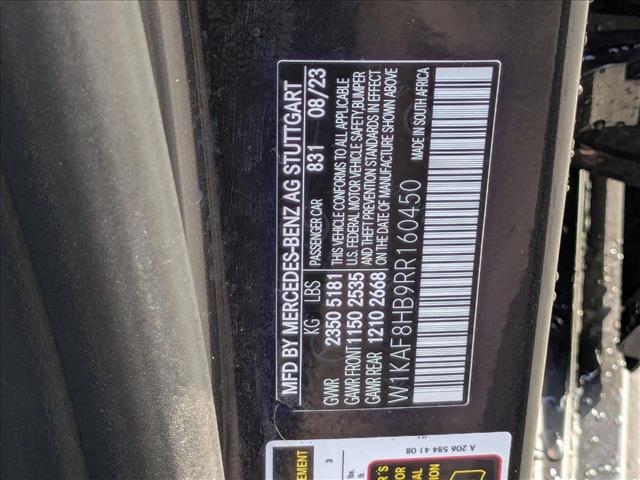 MFD BY MERCEDES-BENZ AG STUTTGART
KG LBS PASSENGER CAR 831 08/23
GVWR 2350 5181 THIS VEHICLE CONFORMS TO ALL APPLICABLE
GAWR FRONT 1150 2535 U.S. FEDERAL MOTOR VEHICLE SAFETY, BUMPER
AND THEFT PREVENTION STANDARDS IN EFFECT
GAWR REAR 1210 2668 ON THE DATE OF MANUFACTURE SHOWN ABOVE
W1KAF8HB9RR160450 MADE IN SOUTH AFRICA
A 206 584 41 08